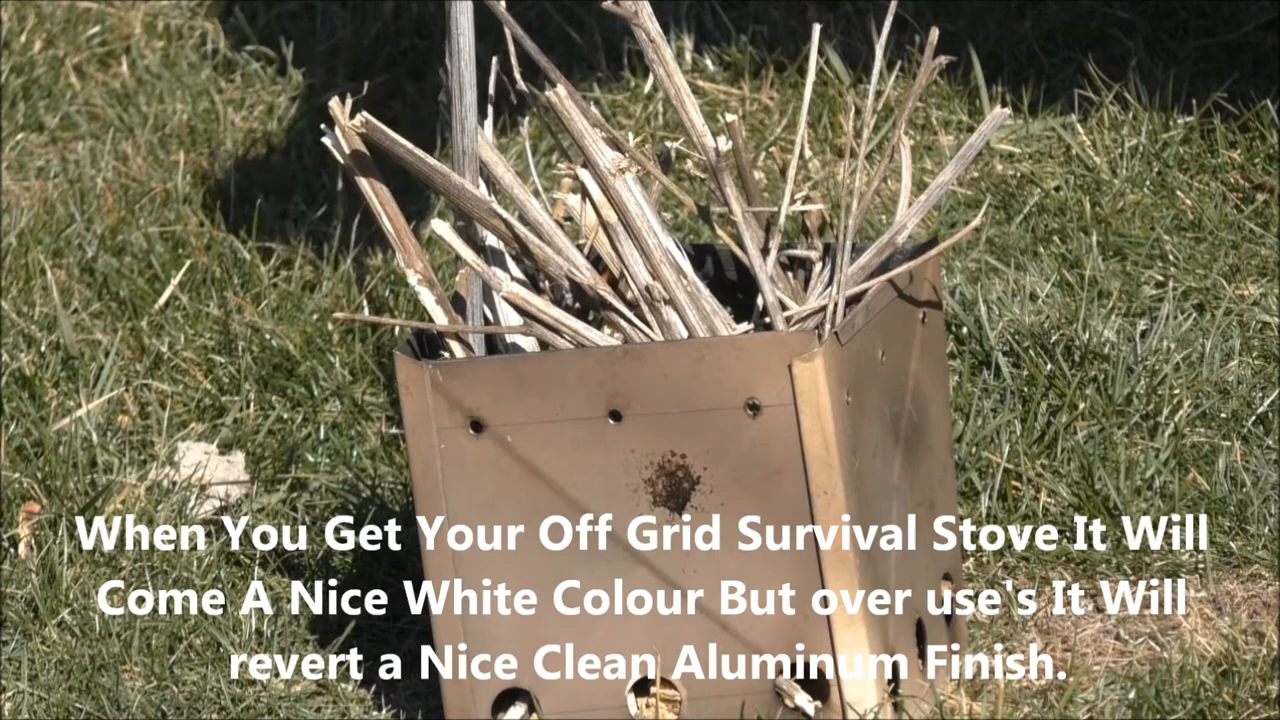 When You Get Your Off Grid Survival Stove It Will
Come A Nice White Colour But over use's It Will
revert a Nice Clean Aluminum Finish.